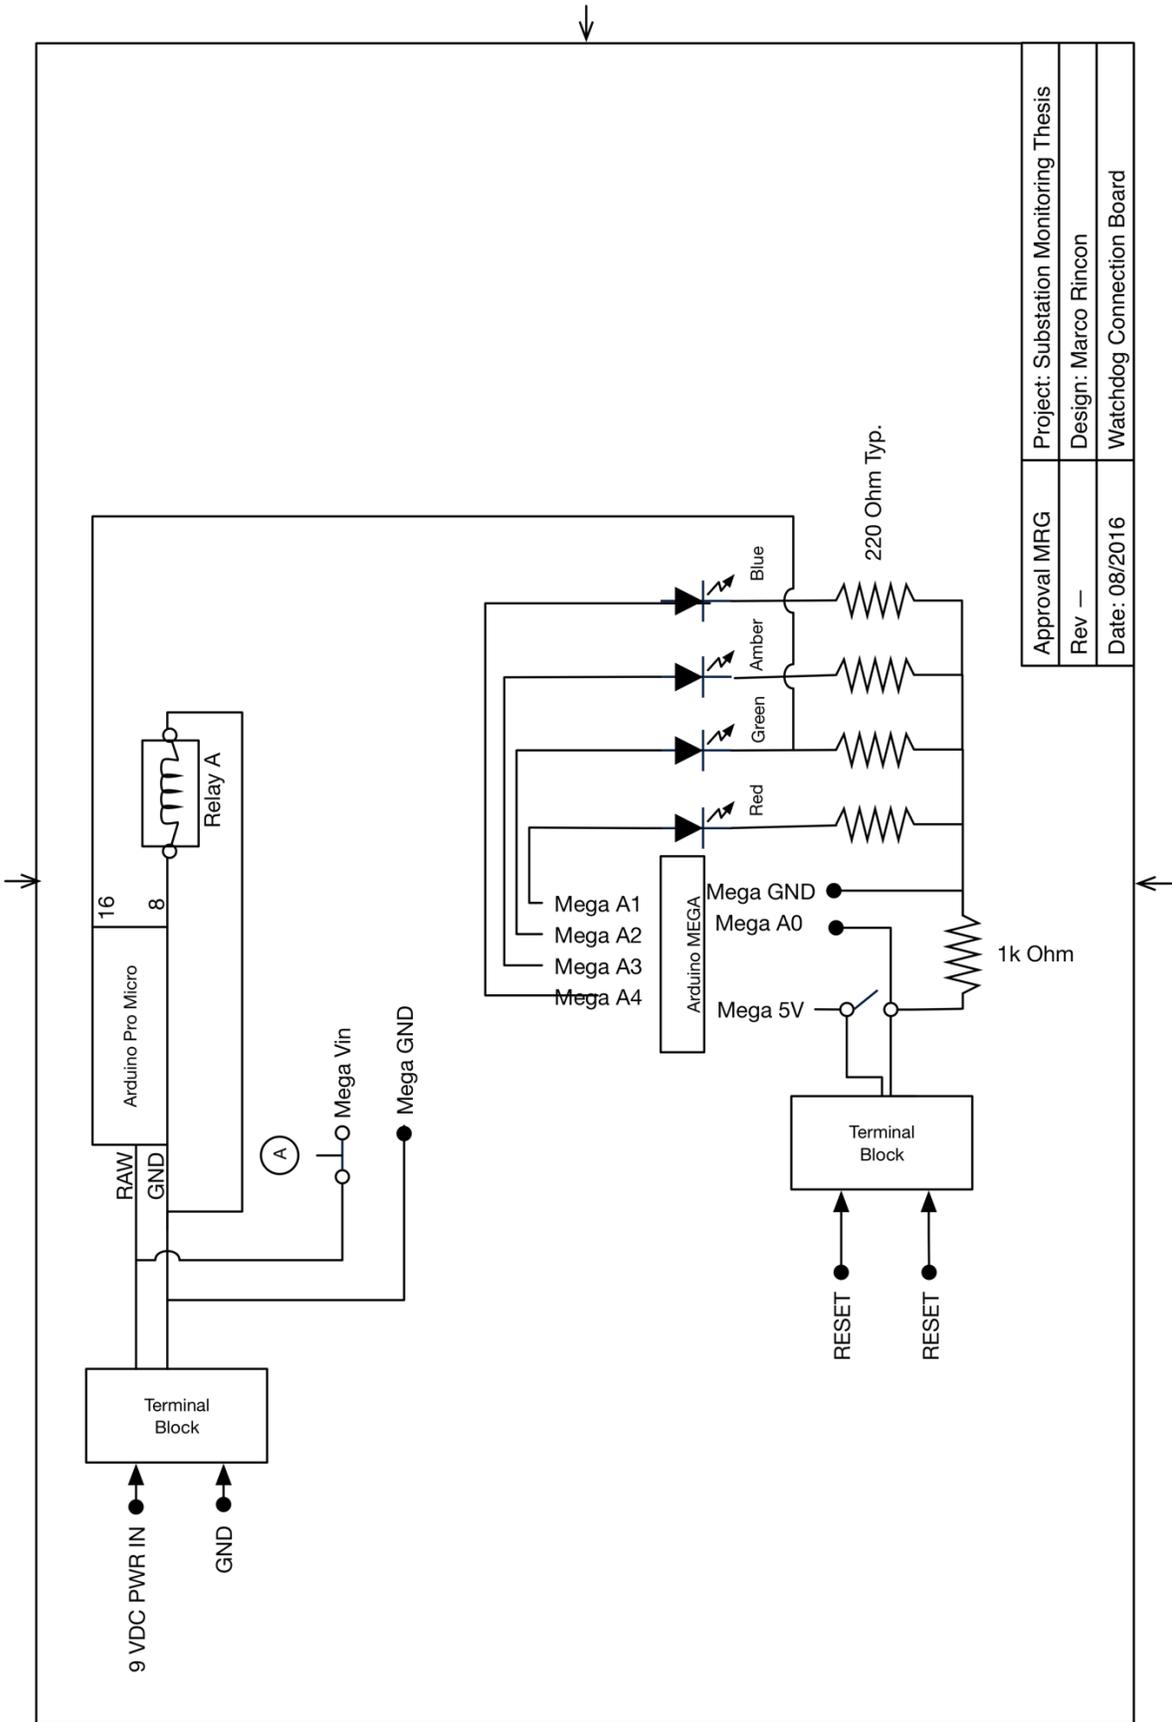 16
8
Arduino Pro Micro
RAW
GND
Relay A
A
Mega Vin
Mega GND
Terminal
Block
9 VDC PWR IN
GND
Mega A1
Mega A2
Mega A3
Mega A4
Arduino MEGA
Red
Green
Amber
Blue
220 Ohm Typ.
Mega GND
Mega A0
Mega 5V
1k Ohm
Terminal
Block
RESET
RESET
Approval MRG
Project: Substation Monitoring Thesis
Rev —
Design: Marco Rincon
Date: 08/2016
Watchdog Connection Board